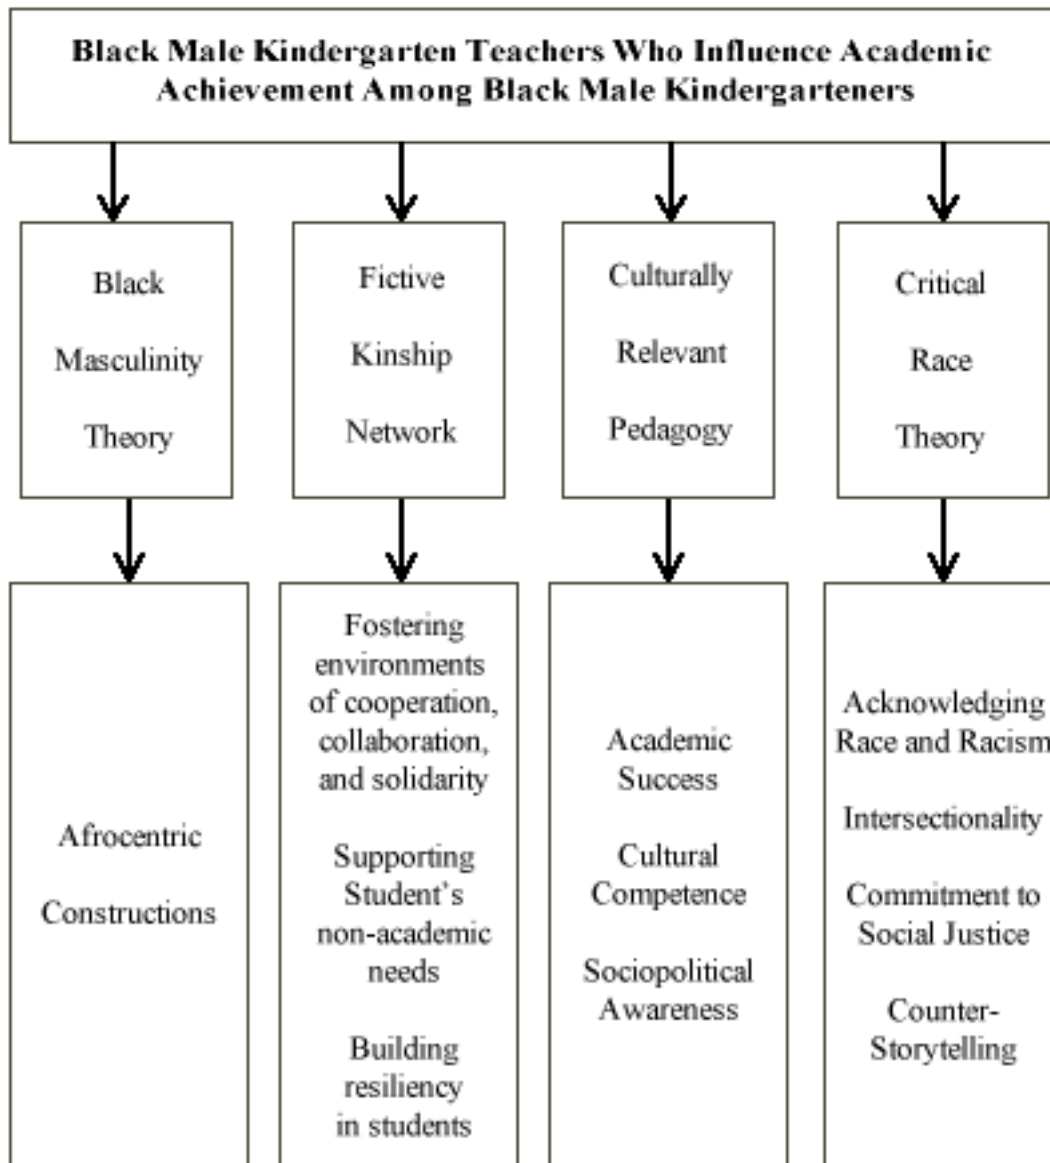 Black Male Kindergarten Teachers Who Influence Academic
Achievement Among Black Male Kindergarteners
Black
Masculinity
Theory
Fictive
Kinship
Network
Culturally
Relevant
Pedagogy
Critical
Race
Theory
Afrocentric
Constructions
Fostering
environments
of cooperation,
collaboration,
and solidarity
Supporting
Student’s
non-academic
needs
Building
resiliency
in students
Academic
Success
Cultural
Competence
Sociopolitical
Awareness
Acknowledging
Race and Racism
Intersectionality
Commitment to
Social Justice
Counter-
Storytelling